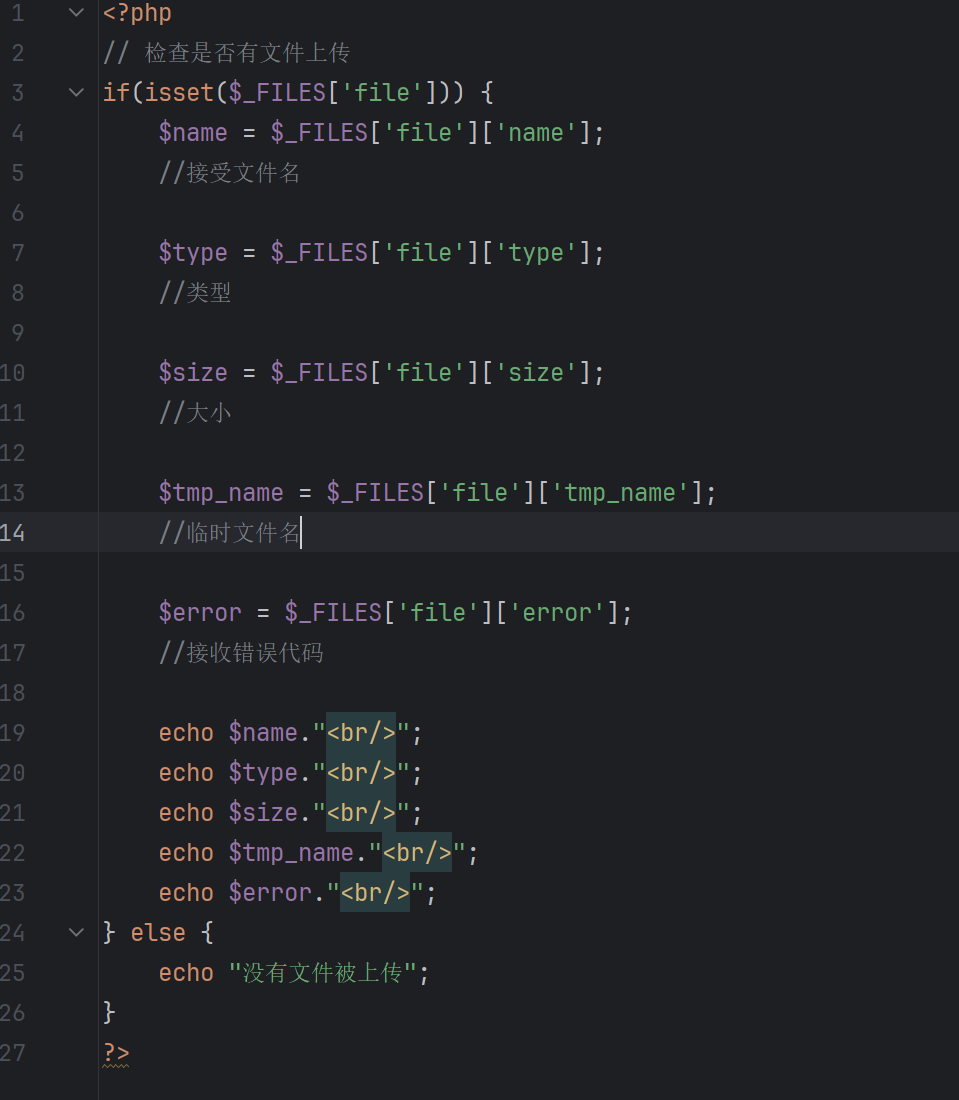 1 <?php
2 // 检查是否有文件上传
3 if(isset($_FILES['file'])) {
4 $name = $_FILES['file']['name'];
5 //接受文件名
6
7 $type = $_FILES['file']['type'];
8 //类型
9
10 $size = $_FILES['file']['size'];
11 //大小
12
13 $tmp_name = $_FILES['file']['tmp_name'];
14 //临时文件名
15
16 $error = $_FILES['file']['error'];
17 //接收错误代码
18
19 echo $name."<br/>";
20 echo $type."<br/>";
21 echo $size."<br/>";
22 echo $tmp_name."<br/>";
23 echo $error."<br/>";
24 } else {
25 echo "没有文件被上传";
26 }
27 ?>